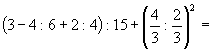 (3 − 4 : 6 + 2 : 4) : 15 + (4/3 : 2/3)² =